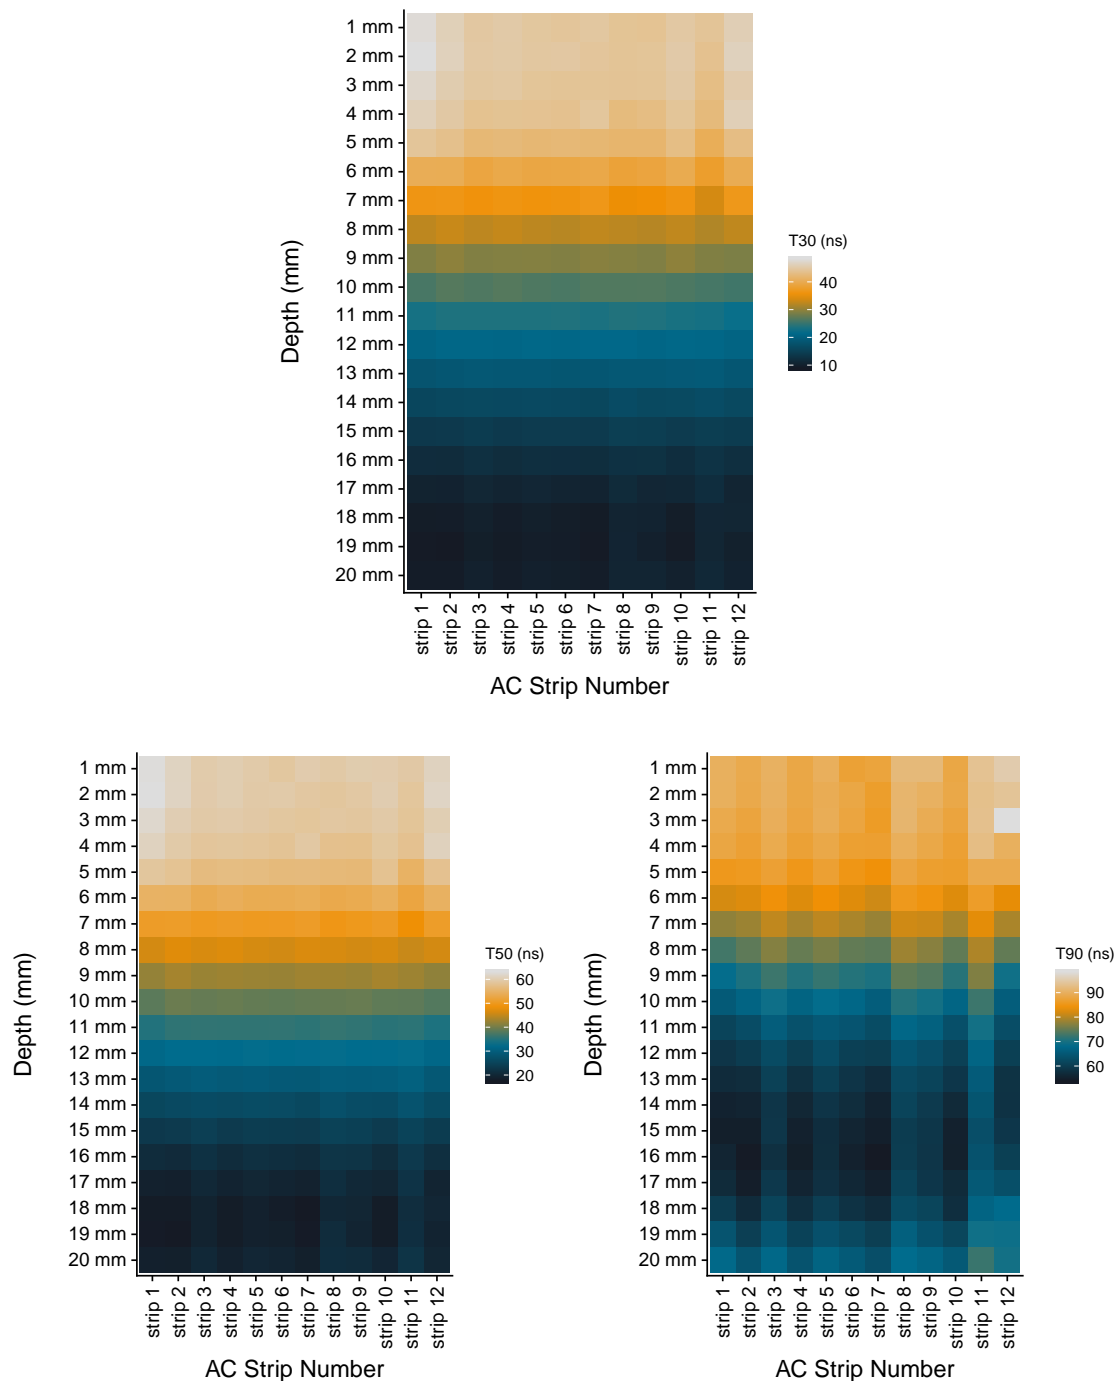 1 mm
2 mm
3 mm
4 mm
5 mm
6 mm
7 mm
8 mm
9 mm
10 mm
11 mm
12 mm
13 mm
14 mm
15 mm
16 mm
17 mm
18 mm
19 mm
20 mm
Depth (mm)
strip 1
strip 2
strip 3
strip 4
strip 5
strip 6
strip 7
strip 8
strip 9
strip 10
strip 11
strip 12
AC Strip Number
T30 (ns)
40
30
20
10
1 mm
2 mm
3 mm
4 mm
5 mm
6 mm
7 mm
8 mm
9 mm
10 mm
11 mm
12 mm
13 mm
14 mm
15 mm
16 mm
17 mm
18 mm
19 mm
20 mm
Depth (mm)
strip 1
strip 2
strip 3
strip 4
strip 5
strip 6
strip 7
strip 8
strip 9
strip 10
strip 11
strip 12
AC Strip Number
T50 (ns)
60
50
40
30
20
1 mm
2 mm
3 mm
4 mm
5 mm
6 mm
7 mm
8 mm
9 mm
10 mm
11 mm
12 mm
13 mm
14 mm
15 mm
16 mm
17 mm
18 mm
19 mm
20 mm
Depth (mm)
strip 1
strip 2
strip 3
strip 4
strip 5
strip 6
strip 7
strip 8
strip 9
strip 10
strip 11
strip 12
AC Strip Number
T90 (ns)
90
80
70
60